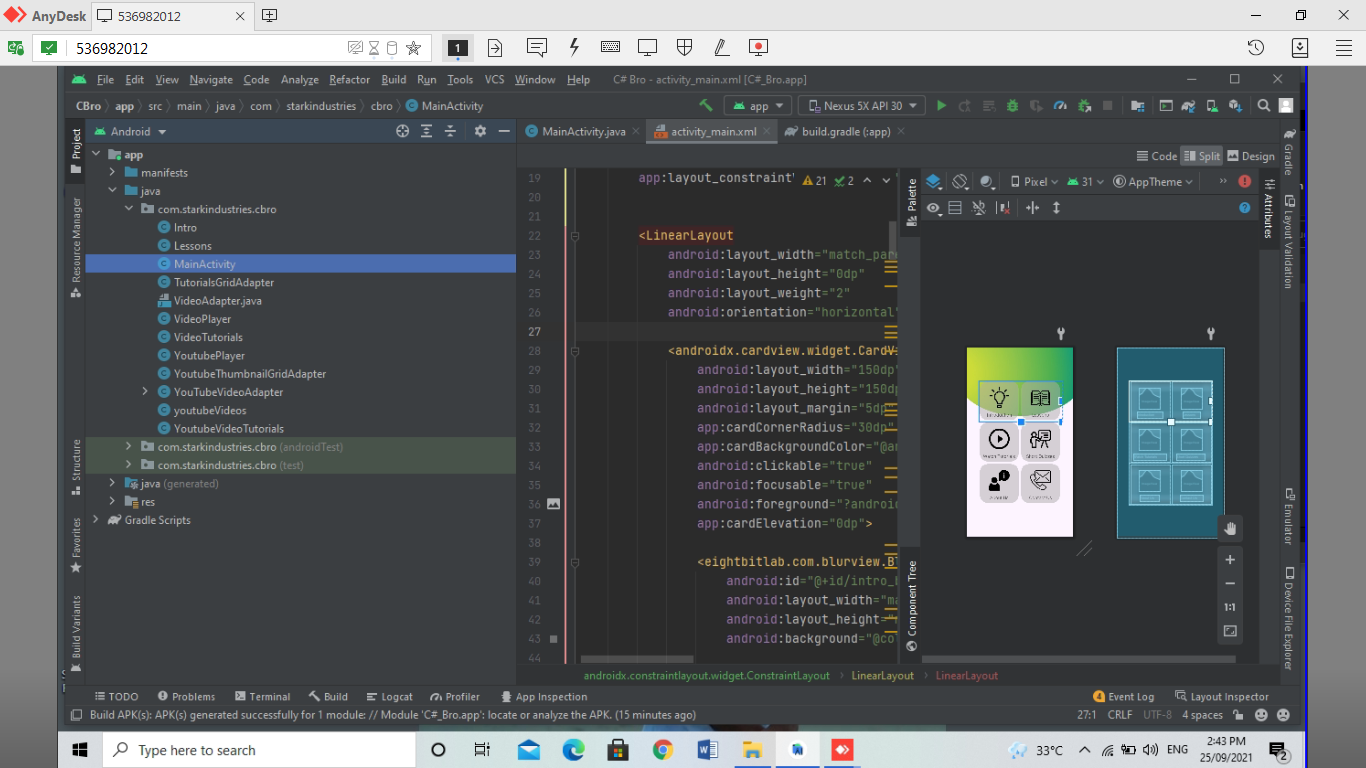 AnyDesk
536982012
536982012
1
File Edit View Navigate Code Analyze Refactor Build Run Tools VCS Window Help C# Bro - activity_main.xml [C#_Bro.app]
CBro app src main java com starkindustries cbro MainActivity
app
Nexus 5X API 30
Project
Resource Manager
Structure
Favorites
Build Variants
Android
app
manifests
java
com.starkindustries.cbro
Intro
Lessons
MainActivity
TutorialsGridAdapter
VideoAdapter.java
VideoPlayer
VideoTutorials
YoutubePlayer
YoutubeThumbnailGridAdapter
YouTubeVideoAdapter
youtubeVideos
YoutubeVideoTutorials
com.starkindustries.cbro (androidTest)
com.starkindustries.cbro (test)
java (generated)
res
Gradle Scripts
MainActivity.java
activity_main.xml
build.gradle (:app)
Code Split Design
21 2
19 app:layout_constraint
20
21
22 <LinearLayout
23 android:layout_width="match_par
24 android:layout_height="0dp"
25 android:layout_weight="2"
26 android:orientation="horizontal"
27
28 <androidx.cardview.widget.CardV
29 android:layout_width="150dp"
30 android:layout_height="150dp
31 android:layout_margin="5dp"
32 app:cardCornerRadius="30dp"
33 app:cardBackgroundColor="@an
34 android:clickable="true"
35 android:focusable="true"
36 android:foreground="?android
37 app:cardElevation="0dp">
38
39 <eightbitlab.com.blurview.Bl
40 android:id="@+id/intro_
41 android:layout_width="ma
42 android:layout_height="
43 android:background="@co
44
Palette
Component Tree
Pixel
31
AppTheme
Attributes
1:1
Gradle
Layout Validation
Emulator
Device File Explorer
androidx.constraintlayout.widget.ConstraintLayout LinearLayout LinearLayout
TODO Problems Terminal Build Logcat Profiler App Inspection
4 Event Log Layout Inspector
Build APK(s): APK(s) generated successfully for 1 module: // Module 'C#_Bro.app': locate or analyze the APK. (15 minutes ago)
27:1 CRLF UTF-8 4 spaces
Type here to search
33°C
ENG
2:43 PM
25/09/2021
2